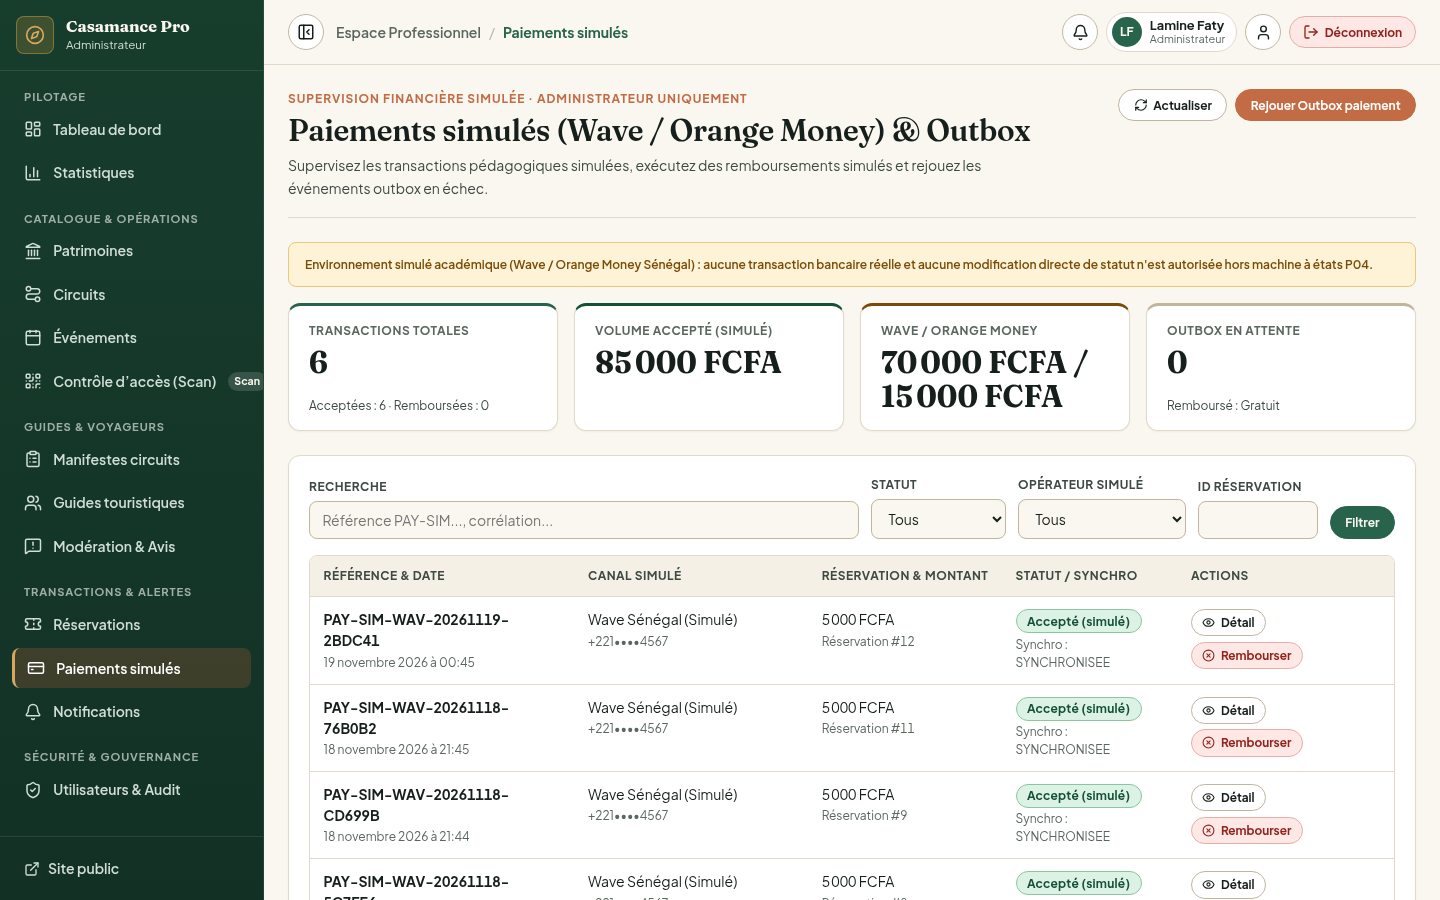 Casamance Pro
Administrateur
PILOTAGE
Tableau de bord
Statistiques
CATALOGUE & OPÉRATIONS
Patrimoines
Circuits
Événements
Contrôle d’accès (Scan)
Scan
GUIDES & VOYAGEURS
Manifestes circuits
Guides touristiques
Modération & Avis
TRANSACTIONS & ALERTES
Réservations
Paiements simulés
Notifications
SÉCURITÉ & GOUVERNANCE
Utilisateurs & Audit
Site public
Espace Professionnel / Paiements simulés
LF
Lamine Faty
Administrateur
Déconnexion
SUPERVISION FINANCIÈRE SIMULÉE · ADMINISTRATEUR UNIQUEMENT
Paiements simulés (Wave / Orange Money) & Outbox
Supervisez les transactions pédagogiques simulées, exécutez des remboursements simulés et rejouez les
événements outbox en échec.
Actualiser
Rejouer Outbox paiement
Environnement simulé académique (Wave / Orange Money Sénégal) : aucune transaction bancaire réelle et aucune modification directe de statut n’est autorisée hors machine à états P04.
TRANSACTIONS TOTALES
6
Acceptées : 6 · Remboursées : 0
VOLUME ACCEPTÉ (SIMULÉ)
85 000 FCFA
WAVE / ORANGE MONEY
70 000 FCFA /
15 000 FCFA
OUTBOX EN ATTENTE
0
Remboursé : Gratuit
RECHERCHE
Référence PAY-SIM..., corrélation...
STATUT
Tous
OPÉRATEUR SIMULÉ
Tous
ID RÉSERVATION
Filtrer
RÉFÉRENCE & DATE
CANAL SIMULÉ
RÉSERVATION & MONTANT
STATUT / SYNCHRO
ACTIONS
PAY-SIM-WAV-20261119-
2BDC41
19 novembre 2026 à 00:45
Wave Sénégal (Simulé)
+221••••4567
5 000 FCFA
Réservation #12
Accepté (simulé)
Synchro :
SYNCHRONISEE
Détail
Rembourser
PAY-SIM-WAV-20261118-
76B0B2
18 novembre 2026 à 21:45
Wave Sénégal (Simulé)
+221••••4567
5 000 FCFA
Réservation #11
Accepté (simulé)
Synchro :
SYNCHRONISEE
Détail
Rembourser
PAY-SIM-WAV-20261118-
CD699B
18 novembre 2026 à 21:44
Wave Sénégal (Simulé)
+221••••4567
5 000 FCFA
Réservation #9
Accepté (simulé)
Synchro :
SYNCHRONISEE
Détail
Rembourser
PAY-SIM-WAV-20261118-
Wave Sénégal (Simulé)
5 000 FCFA
Accepté (simulé)
Détail